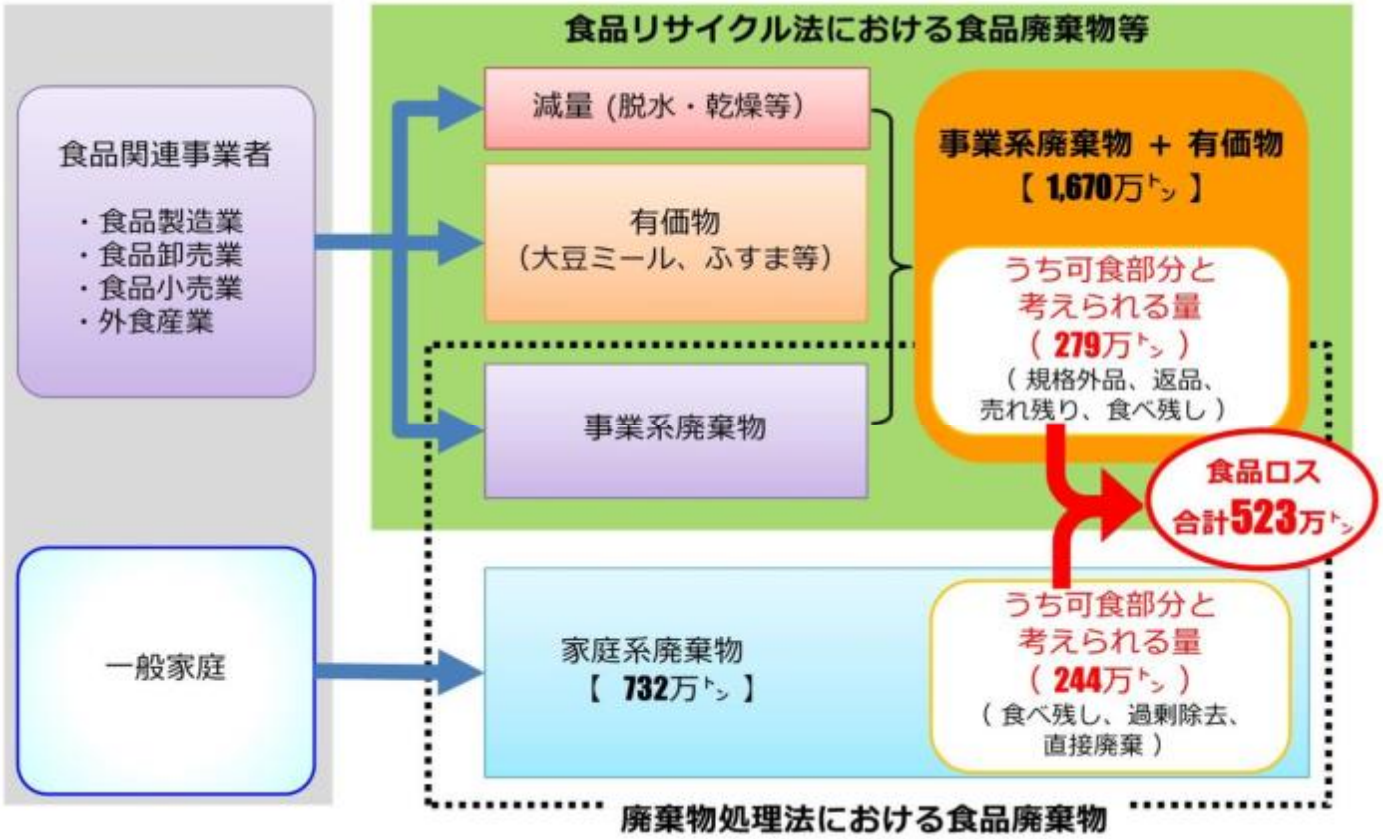 食品リサイクル法における食品廃棄物等
食品関連事業者
・食品製造業
・食品卸売業
・食品小売業
・外食産業
減量 (脱水・乾燥等)
有価物
(大豆ミール、ふすま等)
事業系廃棄物
事業系廃棄物 + 有価物
【 1,670万㌧ 】
うち可食部分と
考えられる量
( 279万㌧ )
( 規格外品、返品、
売れ残り、食べ残し )
食品ロス
合計523万㌧
一般家庭
家庭系廃棄物
【 732万㌧ 】
うち可食部分と
考えられる量
( 244万㌧ )
( 食べ残し、過剰除去、
直接廃棄 )
廃棄物処理法における食品廃棄物